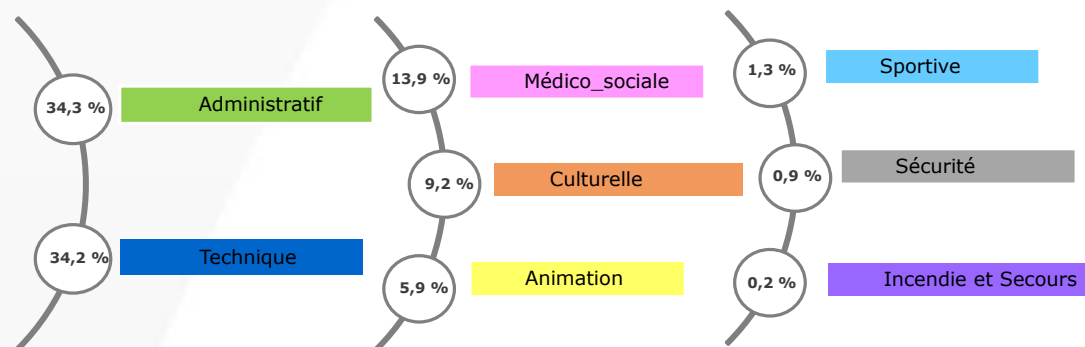 34,3 % Administratif
34,2 % Technique
13,9 % Médico_sociale
9,2 % Culturelle
5,9 % Animation
1,3 % Sportive
0,9 % Sécurité
0,2 % Incendie et Secours